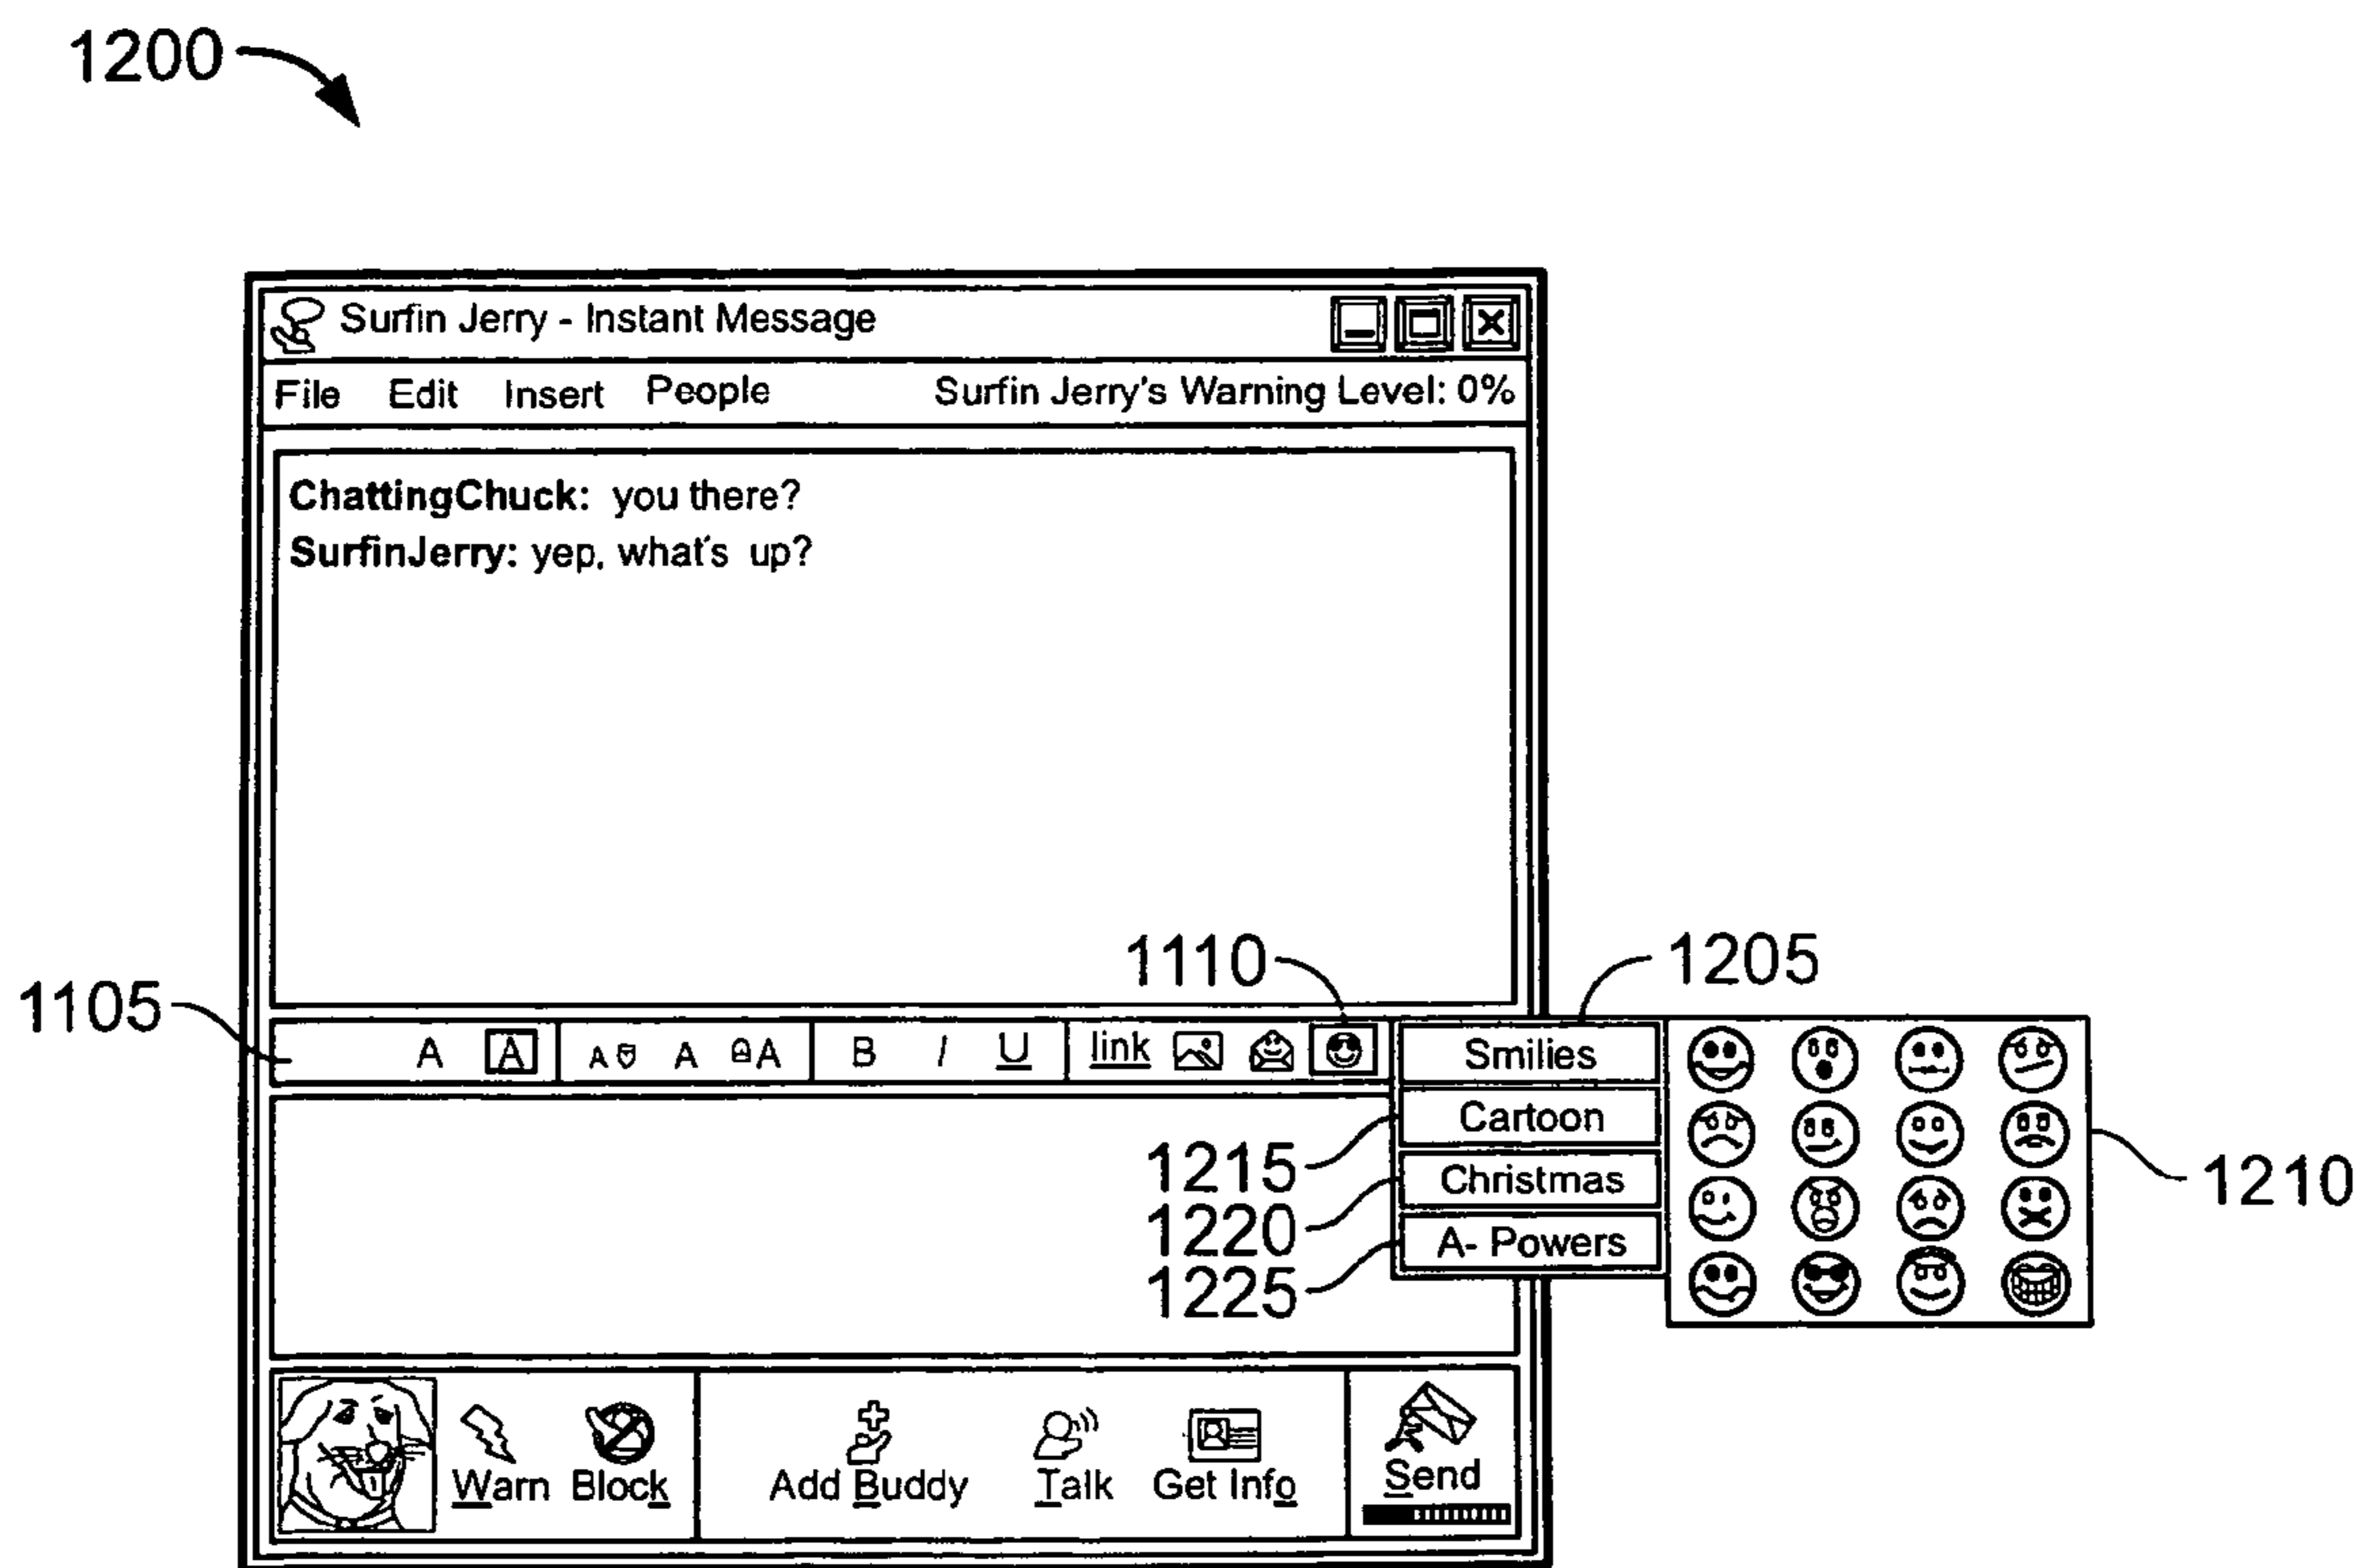 1200
Surfin Jerry - Instant Message
File Edit Insert People Surfin Jerry's Warning Level: 0%
ChattingChuck: you there?
SurfinJerry: yep, what's up?
1110 1205
1105
A A A A A B I U link Smilies
Cartoon
1215
1210
Christmas
1220
A- Powers
1225
Warn Block Add Buddy Talk Get Info Send